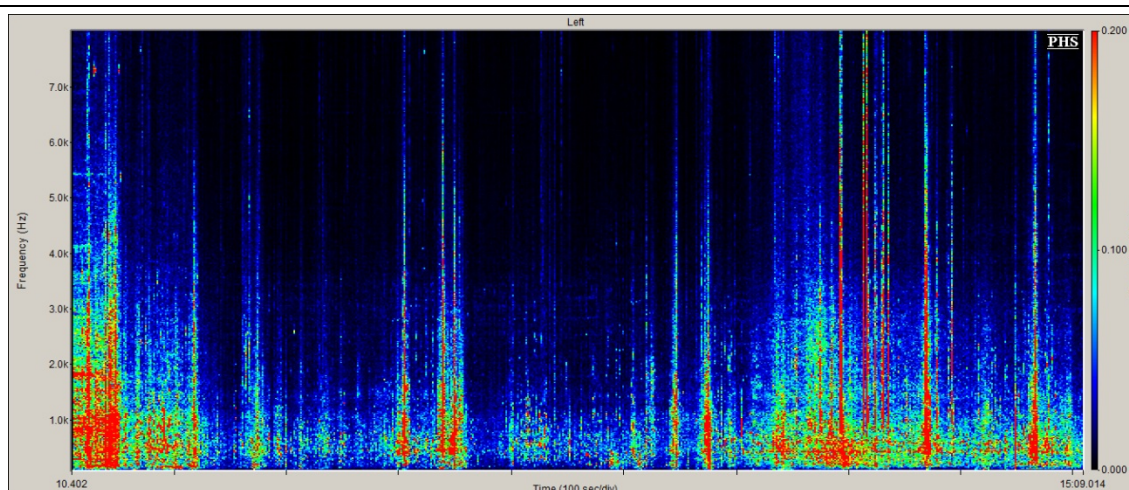 Left
PHS
0.200
7.0k
6.0k
5.0k
4.0k
3.0k
2.0k
1.0k
Frequency (Hz)
0.100
0.000
10.402
Time (100 sec/div)
15:09.014